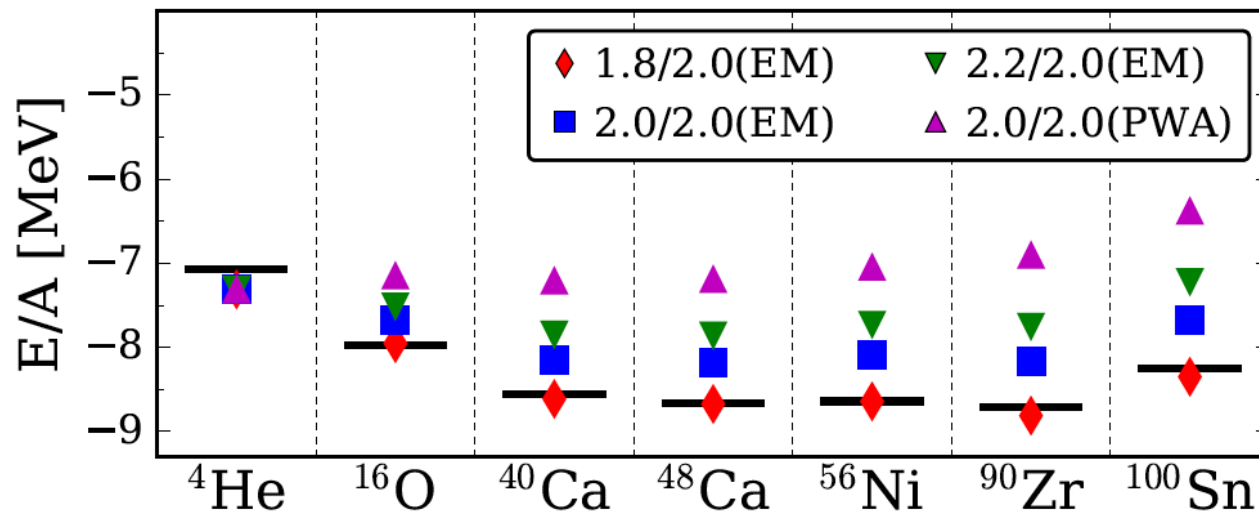 E/A [MeV]
−5
−6
−7
−8
−9
1.8/2.0(EM)
2.0/2.0(EM)
2.2/2.0(EM)
2.0/2.0(PWA)
⁴He ¹⁶O ⁴⁰Ca ⁴⁸Ca ⁵⁶Ni ⁹⁰Zr ¹⁰⁰Sn